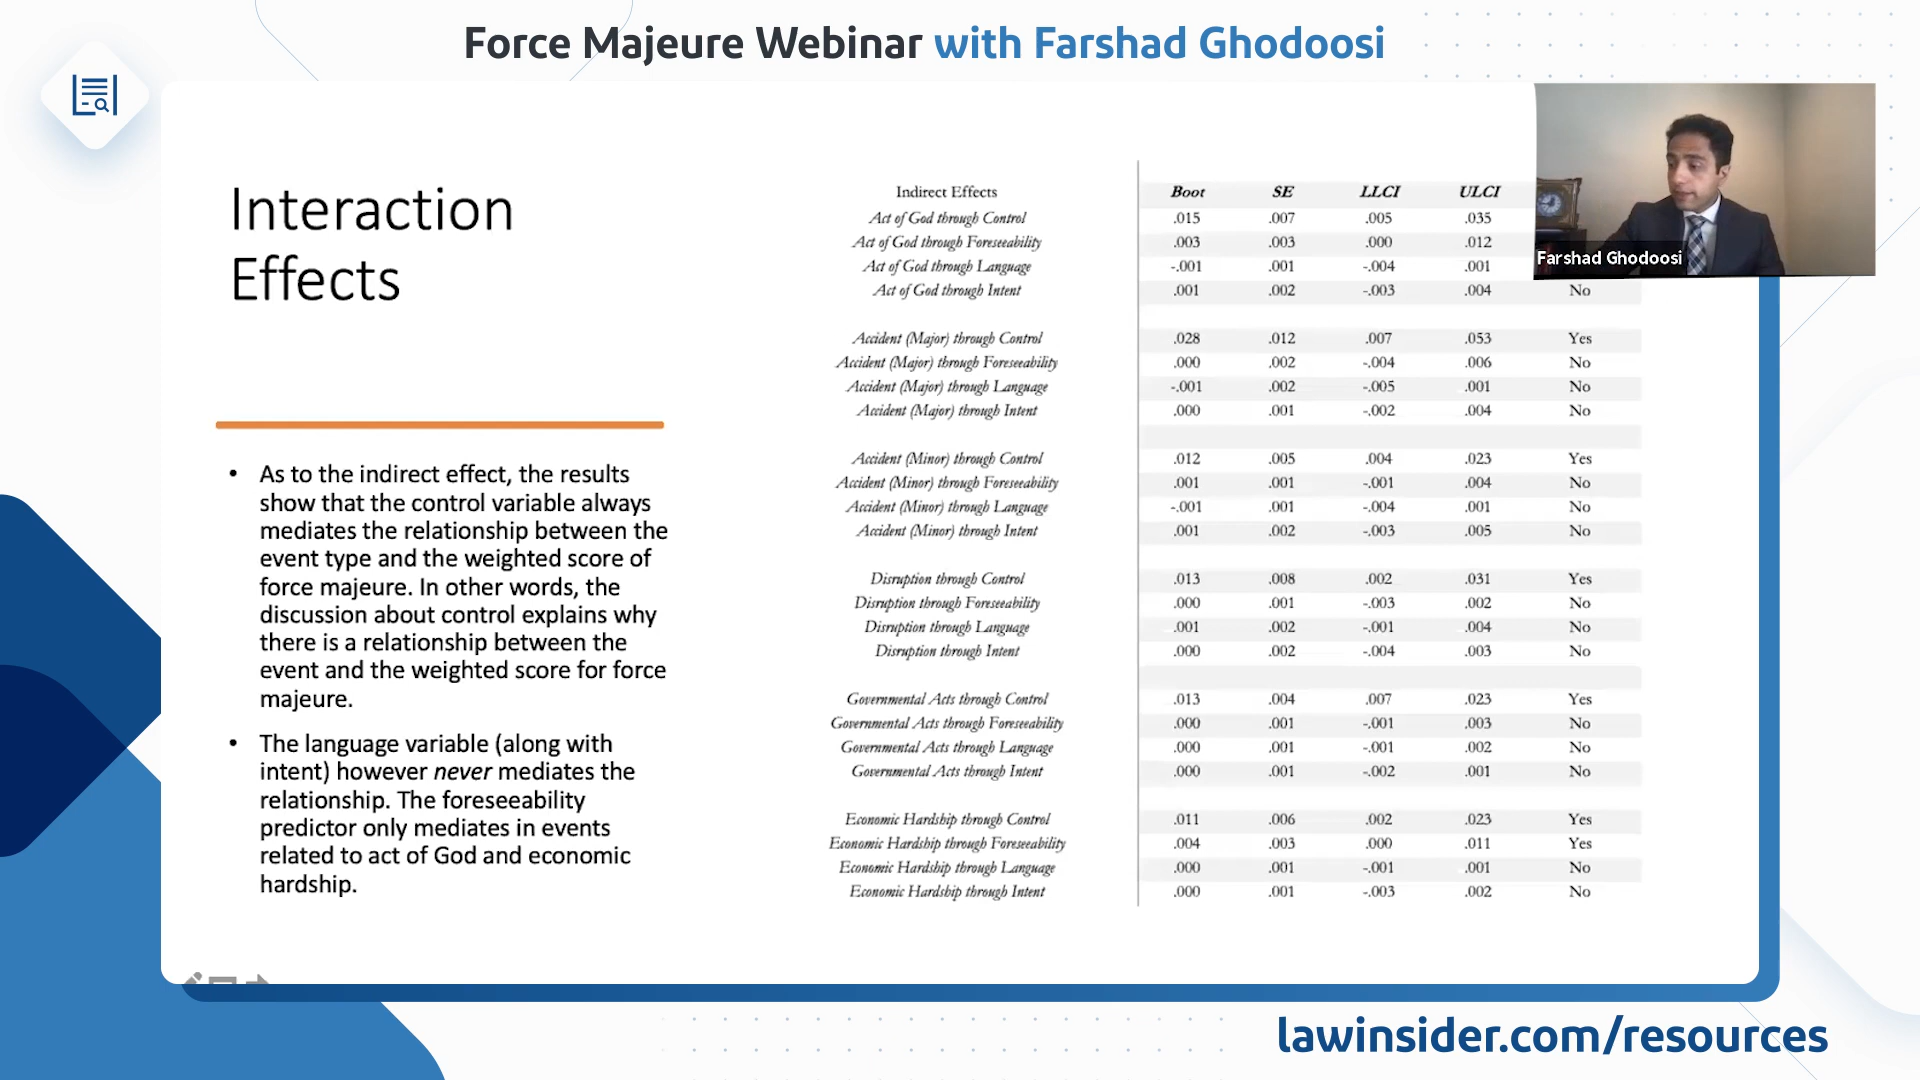 Force Majeure Webinar with Farshad Ghodoosi
Interaction
Effects
• As to the indirect effect, the results
show that the control variable always
mediates the relationship between the
event type and the weighted score of
force majeure. In other words, the
discussion about control explains why
there is a relationship between the
event and the weighted score for force
majeure.
• The language variable (along with
intent) however never mediates the
relationship. The foreseeability
predictor only mediates in events
related to act of God and economic
hardship.
Indirect Effects Boot SE LLCI ULCI
Act of God through Control .015 .007 .005 .035
Act of God through Foreseeability .003 .003 .000 .012
Act of God through Language -.001 .001 -.004 .001
Act of God through Intent .001 .002 -.003 .004 No
Accident (Major) through Control .028 .012 .007 .053 Yes
Accident (Major) through Foreseeability .000 .002 -.004 .006 No
Accident (Major) through Language -.001 .002 -.005 .001 No
Accident (Major) through Intent .000 .001 -.002 .004 No
Accident (Minor) through Control .012 .005 .004 .023 Yes
Accident (Minor) through Foreseeability .001 .001 -.001 .004 No
Accident (Minor) through Language -.001 .001 -.004 .001 No
Accident (Minor) through Intent .001 .002 -.003 .005 No
Disruption through Control .013 .008 .002 .031 Yes
Disruption through Foreseeability .000 .001 -.003 .002 No
Disruption through Language .001 .002 -.001 .004 No
Disruption through Intent .000 .002 -.004 .003 No
Governmental Acts through Control .013 .004 .007 .023 Yes
Governmental Acts through Foreseeability .000 .001 -.001 .003 No
Governmental Acts through Language .000 .001 -.001 .002 No
Governmental Acts through Intent .000 .001 -.002 .001 No
Economic Hardship through Control .011 .006 .002 .023 Yes
Economic Hardship through Foreseeability .004 .003 .000 .011 Yes
Economic Hardship through Language .000 .001 -.001 .001 No
Economic Hardship through Intent .000 .001 -.003 .002 No
Farshad Ghodoosi
lawinsider.com/resources